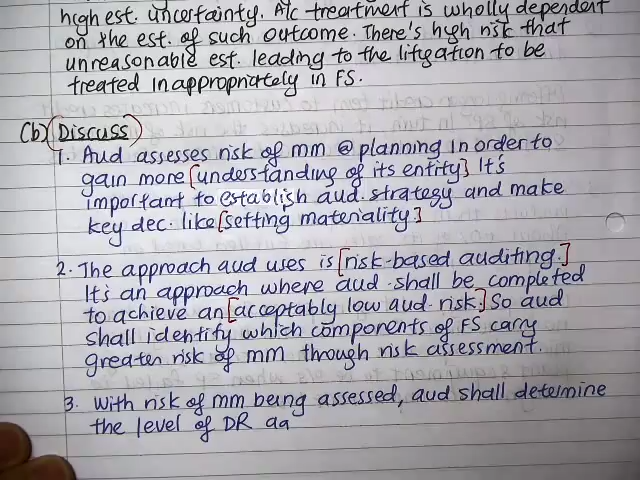 high est. uncertainty. A/c treatment is wholly dependent
on the est. of such outcome. There's high risk that
unreasonable est. leading to the litigation to be
treated inappropriately in FS.
(b) (Discuss)
1. Aud assesses risk of mm @ planning in order to
gain more [understanding of its entity] It's
important to establish aud. strategy and make
key dec. like [setting materiality]
2. The approach aud uses is [risk-based auditing.]
It's an approach where aud. shall be completed
to achieve an [acceptably low aud. risk.] So aud
shall identify which components of FS carry
greater risk of mm through risk assessment.
3. With risk of mm being assessed, aud shall determine
the level of DR aa